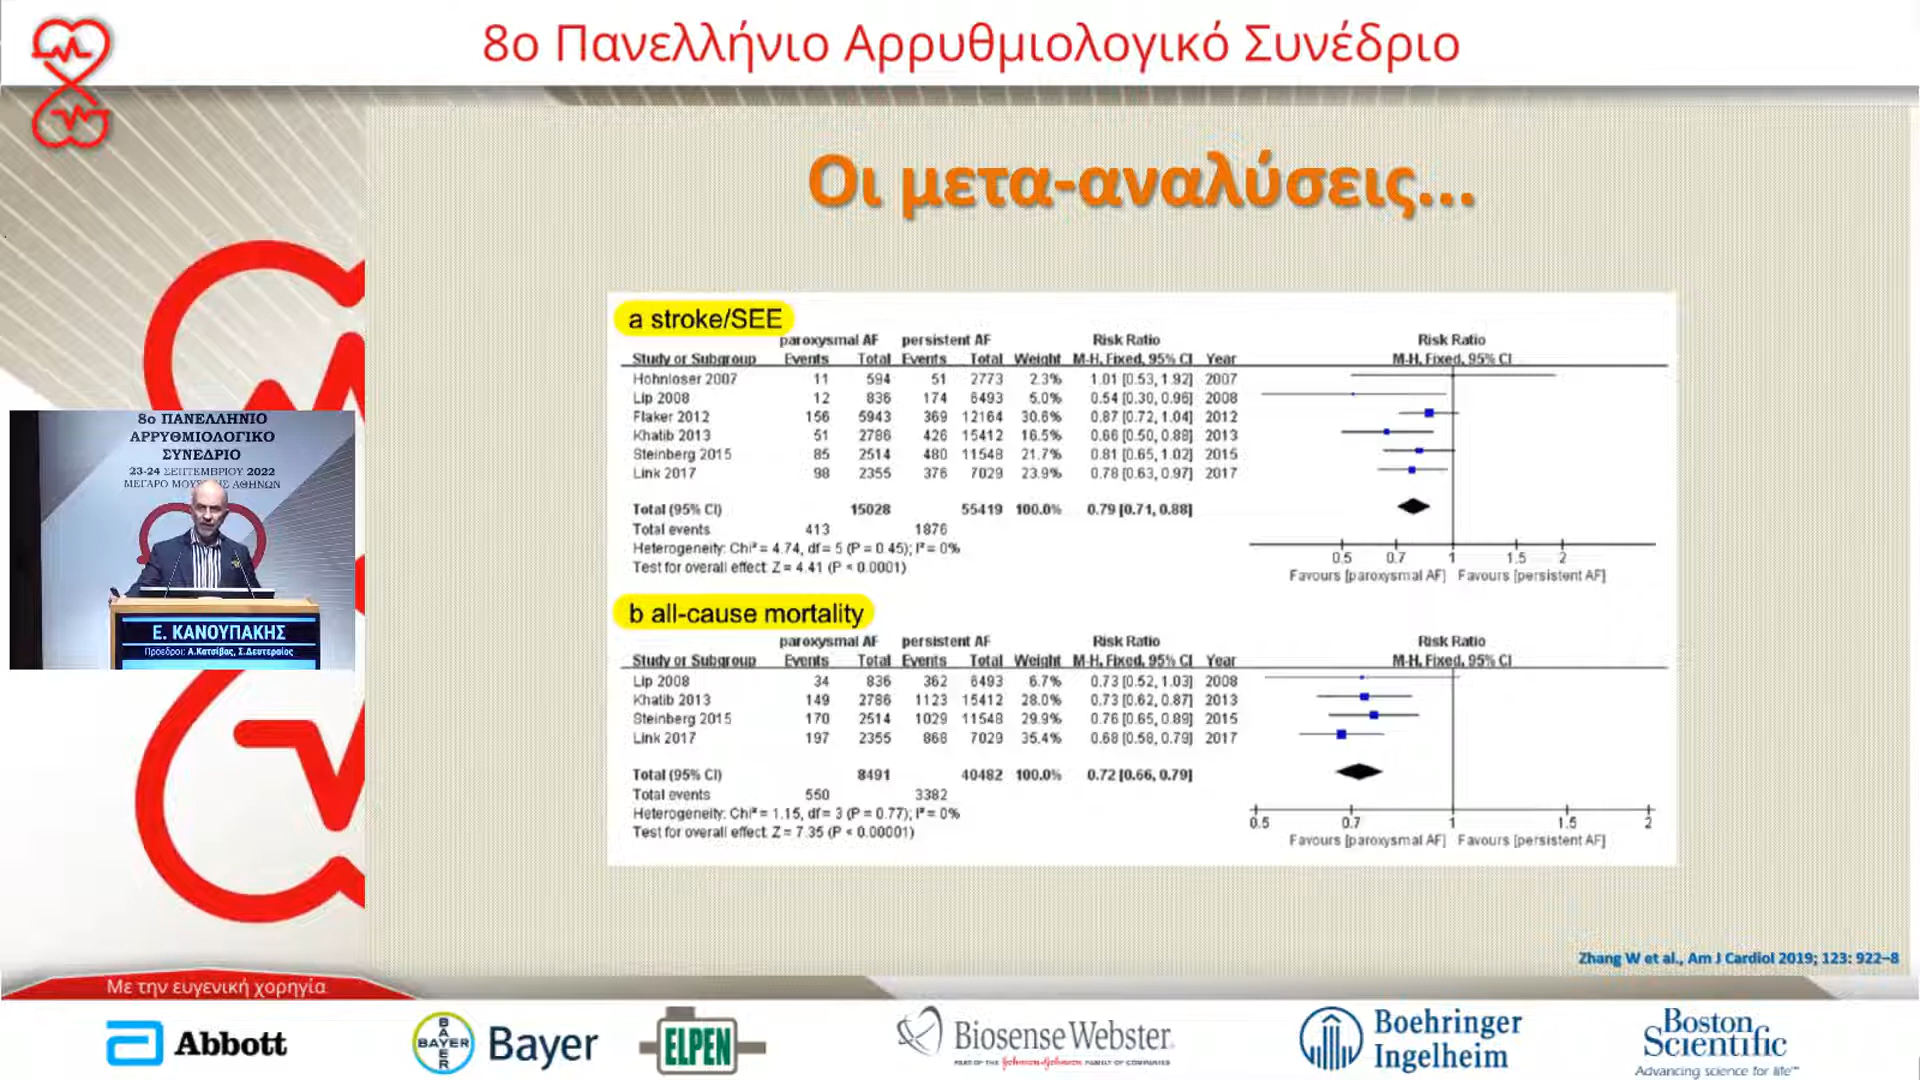 8ο Πανελλήνιο Αρρυθμιολογικό Συνέδριο
Οι μετα-αναλύσεις...
a stroke/SEE
paroxysmal AF persistent AF Risk Ratio Risk Ratio
Study or Subgroup Events Total Events Total Weight M-H, Fixed, 95% CI Year M-H, Fixed, 95% CI
Hohnloser 2007 11 594 51 2773 2.3% 1.01 [0.53, 1.92] 2007
Lip 2008 12 836 174 6493 5.0% 0.54 [0.30, 0.96] 2008
Flaker 2012 156 5943 369 12164 30.6% 0.87 [0.72, 1.04] 2012
Khatib 2013 51 2786 426 15412 16.5% 0.66 [0.50, 0.88] 2013
Steinberg 2015 85 2514 480 11548 21.7% 0.81 [0.65, 1.02] 2015
Link 2017 98 2355 376 7029 23.9% 0.78 [0.63, 0.97] 2017
Total (95% CI) 15028 55419 100.0% 0.79 [0.71, 0.88]
Total events 413 1876
Heterogeneity: Chi² = 4.74, df = 5 (P = 0.45); I² = 0%
Test for overall effect: Z = 4.41 (P < 0.0001)
0.5 0.7 1 1.5 2
Favours [paroxysmal AF] Favours [persistent AF]
b all-cause mortality
paroxysmal AF persistent AF Risk Ratio Risk Ratio
Study or Subgroup Events Total Events Total Weight M-H, Fixed, 95% CI Year M-H, Fixed, 95% CI
Lip 2008 34 836 362 6493 6.7% 0.73 [0.52, 1.03] 2008
Khatib 2013 149 2786 1123 15412 28.0% 0.73 [0.62, 0.87] 2013
Steinberg 2015 170 2514 1029 11548 29.9% 0.76 [0.65, 0.89] 2015
Link 2017 197 2355 868 7029 35.4% 0.68 [0.58, 0.79] 2017
Total (95% CI) 8491 40482 100.0% 0.72 [0.66, 0.79]
Total events 550 3382
Heterogeneity: Chi² = 1.15, df = 3 (P = 0.77); I² = 0%
Test for overall effect: Z = 7.35 (P < 0.00001)
0.5 0.7 1 1.5 2
Favours [paroxysmal AF] Favours [persistent AF]
8ο ΠΑΝΕΛΛΗΝΙΟ
ΑΡΡΥΘΜΙΟΛΟΓΙΚΟ
ΣΥΝΕΔΡΙΟ
23-24 ΣΕΠΤΕΜΒΡΙΟΥ 2022
ΜΕΓΑΡΟ ΑΘΗΝΩΝ
Ε. ΚΑΝΟΥΠΑΚΗΣ
Πρόεδροι: Α.Κατσίβας, Σ.Δευτεραίος
Zhang W et al., Am J Cardiol 2019; 123: 922–8
Με την ευγενική χορηγία
Abbott
BAYER
BAYER
Bayer
ELPEN
Biosense Webster
PART OF THE Johnson & Johnson FAMILY OF COMPANIES
Boehringer
Ingelheim
Boston
Scientific
Advancing science for life™